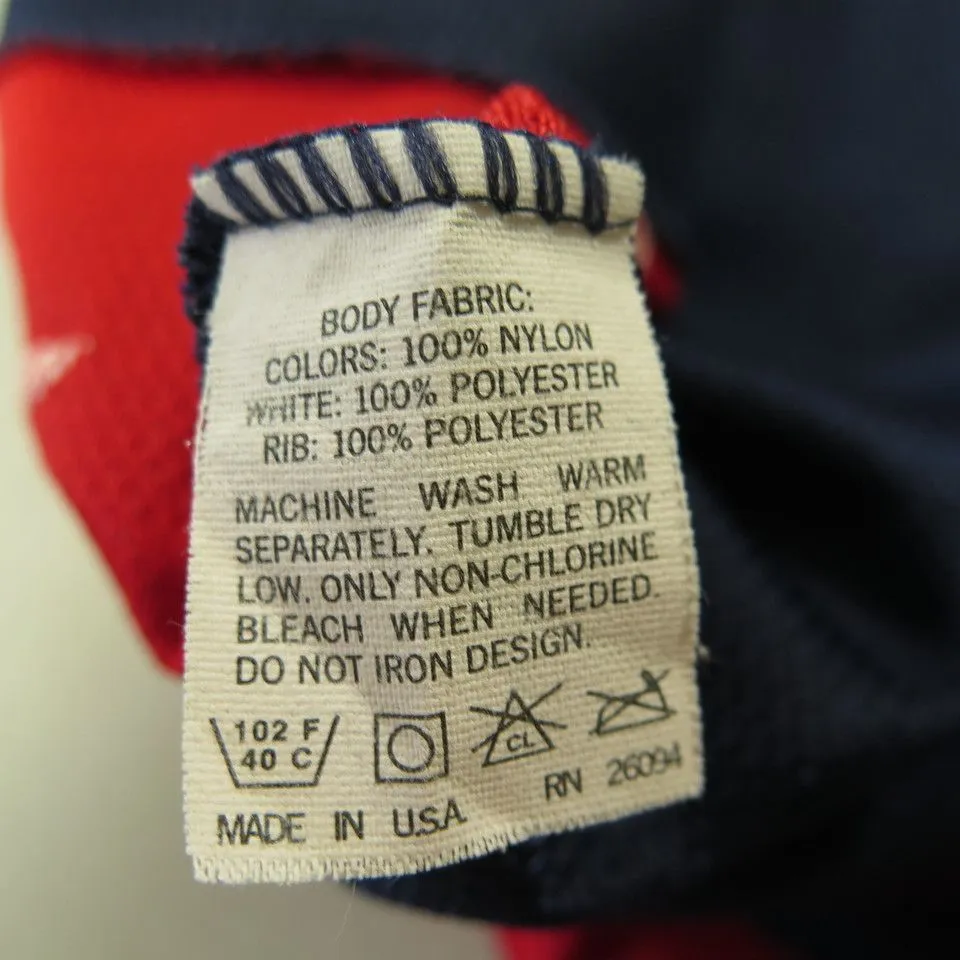 BODY FABRIC:
COLORS: 100% NYLON
WHITE: 100% POLYESTER
RIB: 100% POLYESTER
MACHINE WASH WARM
SEPARATELY. TUMBLE DRY
LOW. ONLY NON-CHLORINE
BLEACH WHEN NEEDED.
DO NOT IRON DESIGN.
102 F
40 C
CL
RN 26094
MADE IN U.S.A.